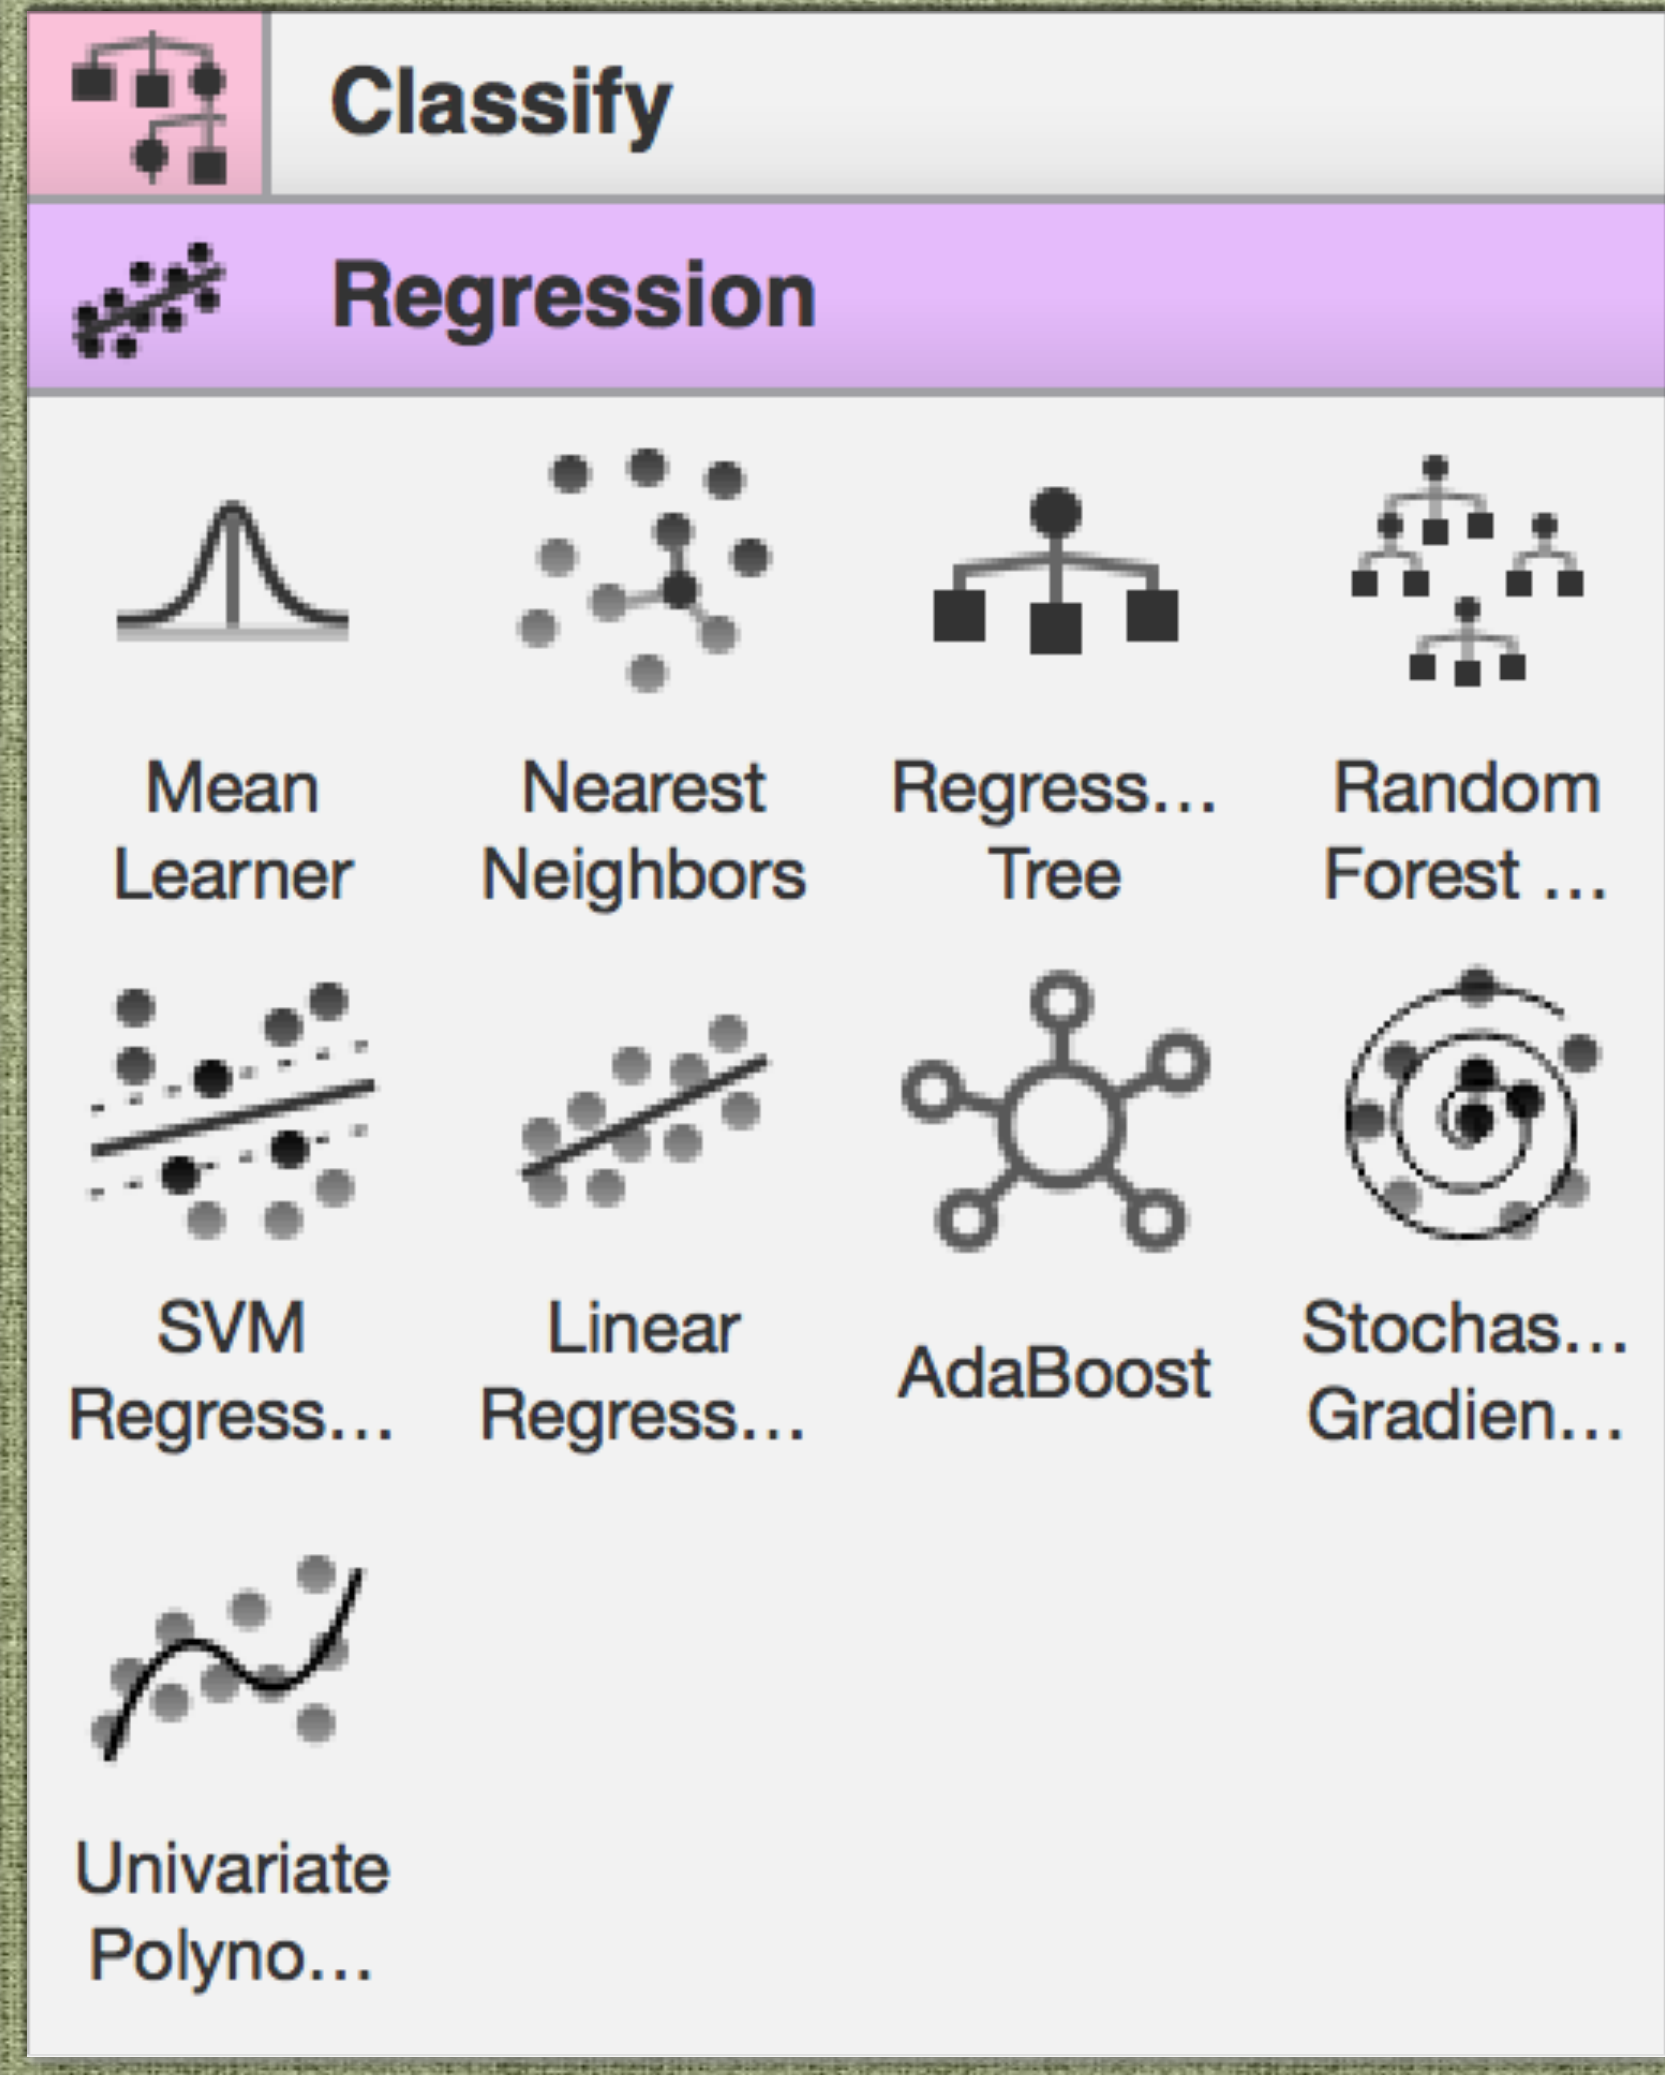 Classify
Regression
Mean
Learner
Nearest
Neighbors
Regress...
Tree
Random
Forest ...
SVM
Regress...
Linear
Regress...
AdaBoost
Stochas...
Gradien...
Univariate
Polyno...